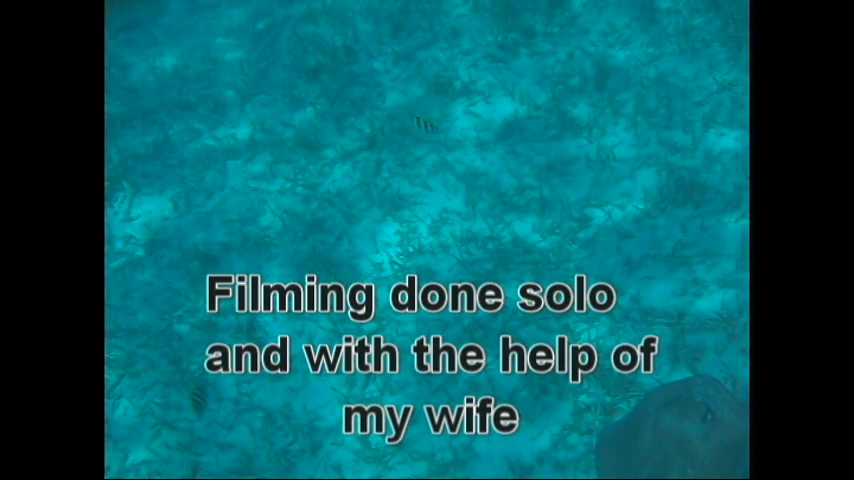 Filming done solo
and with the help of
my wife